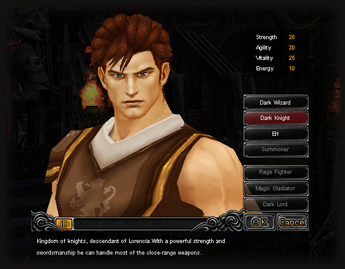 Strength 28
Agility 20
Vitality 25
Energy 10
Dark Wizard
Dark Knight
Elf
Summoner
Rage Fighter
Magic Gladiator
Dark Lord
OK Cancel
Kingdom of knights, descendant of Lorencia.With a powerful strength and
swordsmanship he can handle most of the close-range weapons.